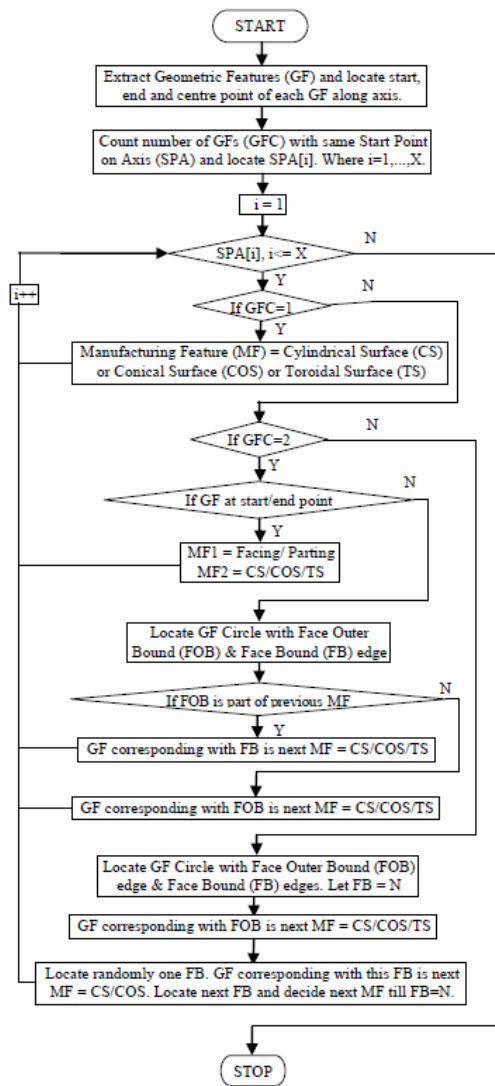 START
Extract Geometric Features (GF) and locate start,
end and centre point of each GF along axis.
Count number of GFs (GFC) with same Start Point
on Axis (SPA) and locate SPA[i]. Where i=1,...,X.
i = 1
SPA[i], i<= X
N
Y
i++
If GFC=1
N
Y
Manufacturing Feature (MF) = Cylindrical Surface (CS)
or Conical Surface (COS) or Toroidal Surface (TS)
If GFC=2
N
Y
If GF at start/end point
N
Y
MF1 = Facing/ Parting
MF2 = CS/COS/TS
Locate GF Circle with Face Outer
Bound (FOB) & Face Bound (FB) edge
If FOB is part of previous MF
N
Y
GF corresponding with FB is next MF = CS/COS/TS
GF corresponding with FOB is next MF = CS/COS/TS
Locate GF Circle with Face Outer Bound (FOB)
edge & Face Bound (FB) edges. Let FB = N
GF corresponding with FOB is next MF = CS/COS/TS
Locate randomly one FB. GF corresponding with this FB is next
MF = CS/COS. Locate next FB and decide next MF till FB=N.
STOP